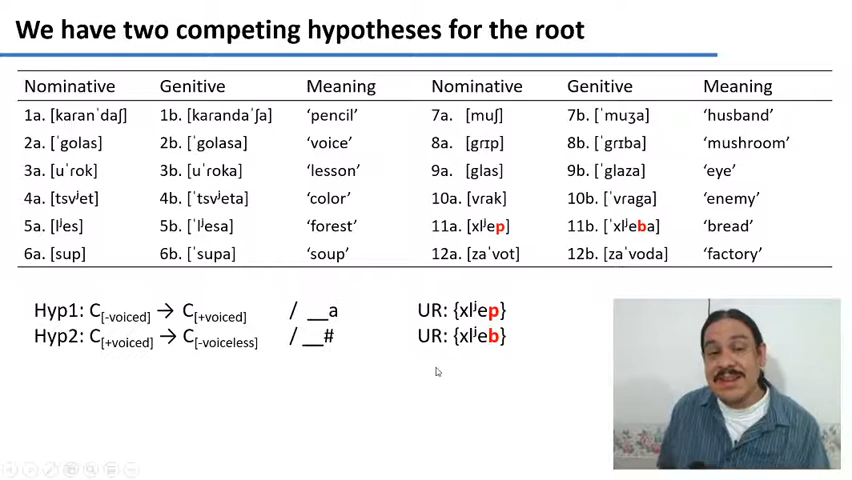 We have two competing hypotheses for the root
Nominative Genitive Meaning Nominative Genitive Meaning
1a. [karanˈdaʃ] 1b. [karandaˈʃa] ‘pencil’ 7a. [muʃ] 7b. [ˈmuʒa] ‘husband’
2a. [ˈgolas] 2b. [ˈgolasa] ‘voice’ 8a. [grɪp] 8b. [ˈgrɪba] ‘mushroom’
3a. [uˈrok] 3b. [uˈroka] ‘lesson’ 9a. [glas] 9b. [ˈglaza] ‘eye’
4a. [tsvʲet] 4b. [ˈtsvʲeta] ‘color’ 10a. [vrak] 10b. [ˈvraga] ‘enemy’
5a. [lʲes] 5b. [ˈlʲesa] ‘forest’ 11a. [xlʲep] 11b. [ˈxlʲeba] ‘bread’
6a. [sup] 6b. [ˈsupa] ‘soup’ 12a. [zaˈvot] 12b. [zaˈvoda] ‘factory’
Hyp1: C[-voiced] → C[+voiced] / __a UR: {xlʲep}
Hyp2: C[+voiced] → C[-voiceless] / __# UR: {xlʲeb}